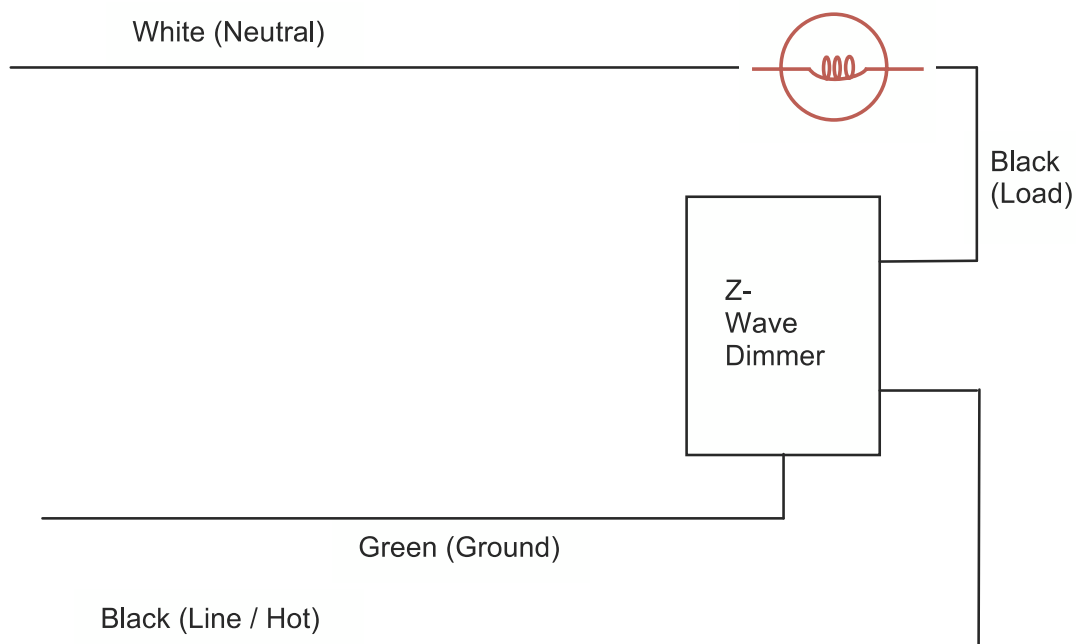 White (Neutral)
Black
(Load)
Z-
Wave
Dimmer
Green (Ground)
Black (Line / Hot)